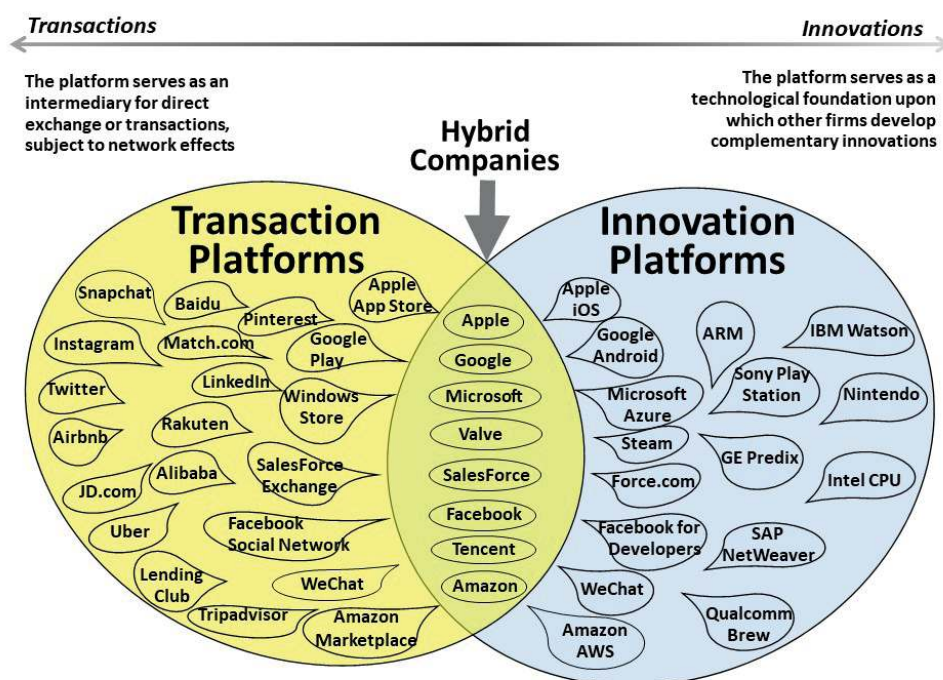 Transactions
Innovations
The platform serves as an
intermediary for direct
exchange or transactions,
subject to network effects
The platform serves as a
technological foundation upon
which other firms develop
complementary innovations
Hybrid
Companies
Transaction
Platforms
Innovation
Platforms
Snapchat
Baidu
Pinterest
Apple
App Store
Instagram
Match.com
Google
Play
Twitter
LinkedIn
Windows
Store
Airbnb
Rakuten
JD.com
Alibaba
SalesForce
Exchange
Uber
Facebook
Social Network
Lending
Club
WeChat
Tripadvisor
Amazon
Marketplace
Apple
Google
Microsoft
Valve
SalesForce
Facebook
Tencent
Amazon
Apple
iOS
Google
Android
ARM
IBM Watson
Microsoft
Azure
Sony Play
Station
Nintendo
Steam
GE Predix
Force.com
Intel CPU
Facebook for
Developers
SAP
NetWeaver
WeChat
Amazon
AWS
Qualcomm
Brew